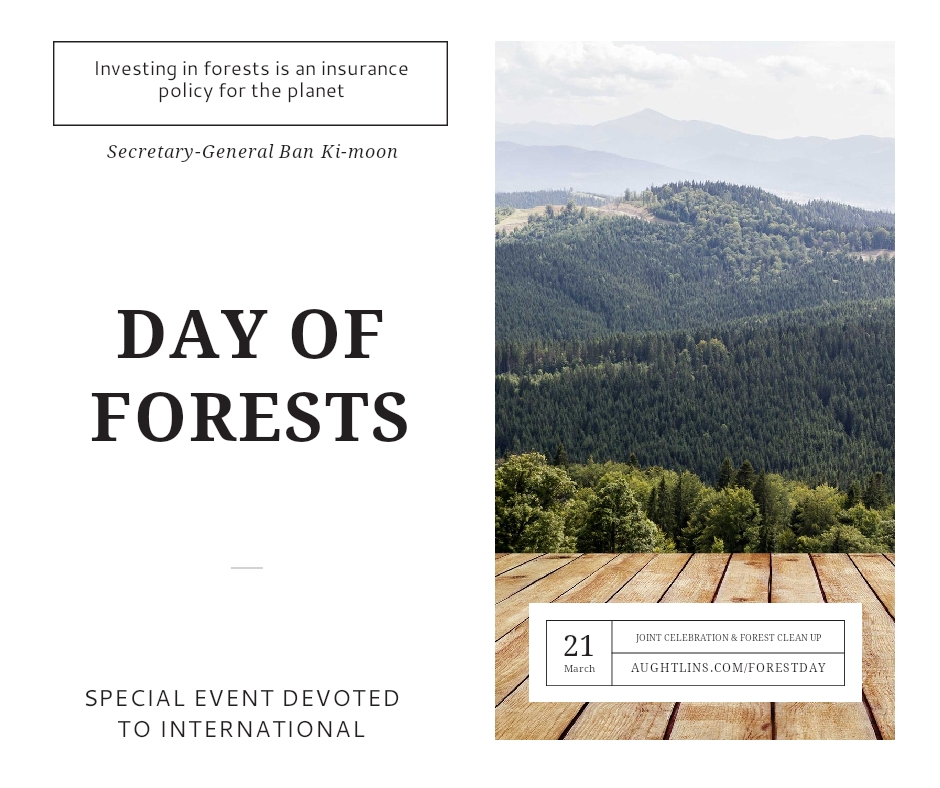 Investing in forests is an insurance
policy for the planet
Secretary-General Ban Ki-moon
DAY OF
FORESTS
SPECIAL EVENT DEVOTED
TO INTERNATIONAL
21
March
JOINT CELEBRATION & FOREST CLEAN UP
AUGHTLINS.COM/FORESTDAY